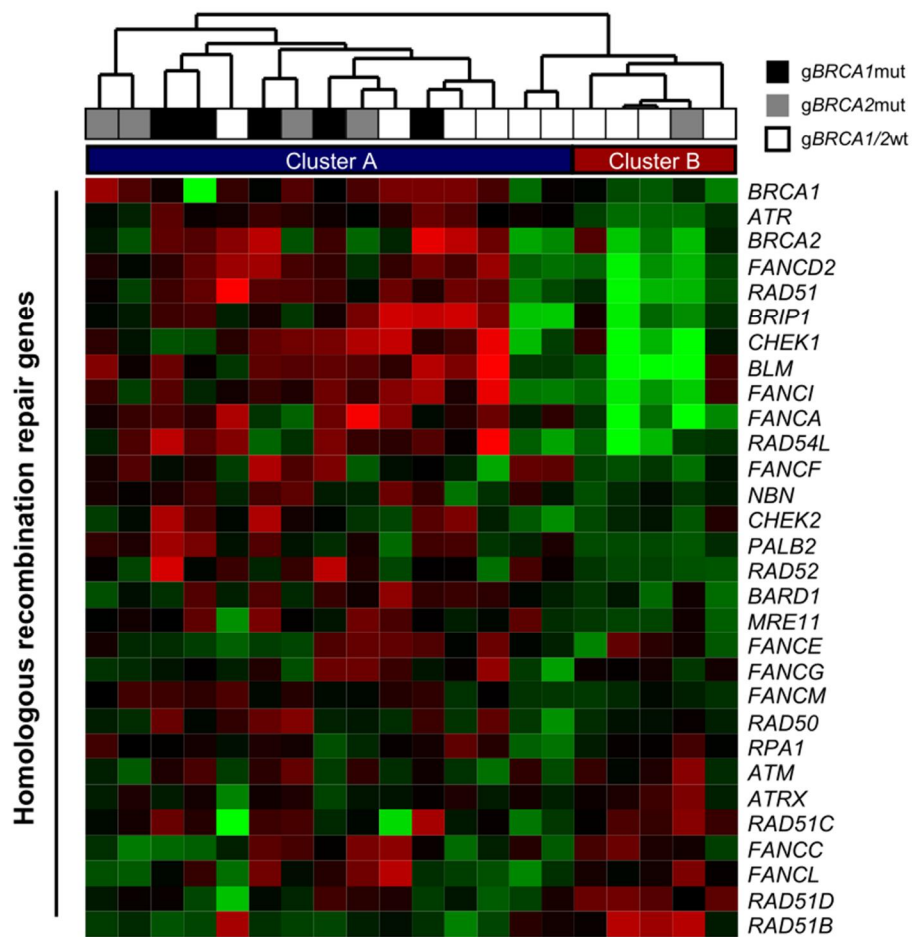 gBRCA1mut
gBRCA2mut
gBRCA1/2wt
Cluster A
Cluster B
Homologous recombination repair genes
BRCA1
ATR
BRCA2
FANCD2
RAD51
BRIP1
CHEK1
BLM
FANCI
FANCA
RAD54L
FANCF
NBN
CHEK2
PALB2
RAD52
BARD1
MRE11
FANCE
FANCG
FANCM
RAD50
RPA1
ATM
ATRX
RAD51C
FANCC
FANCL
RAD51D
RAD51B